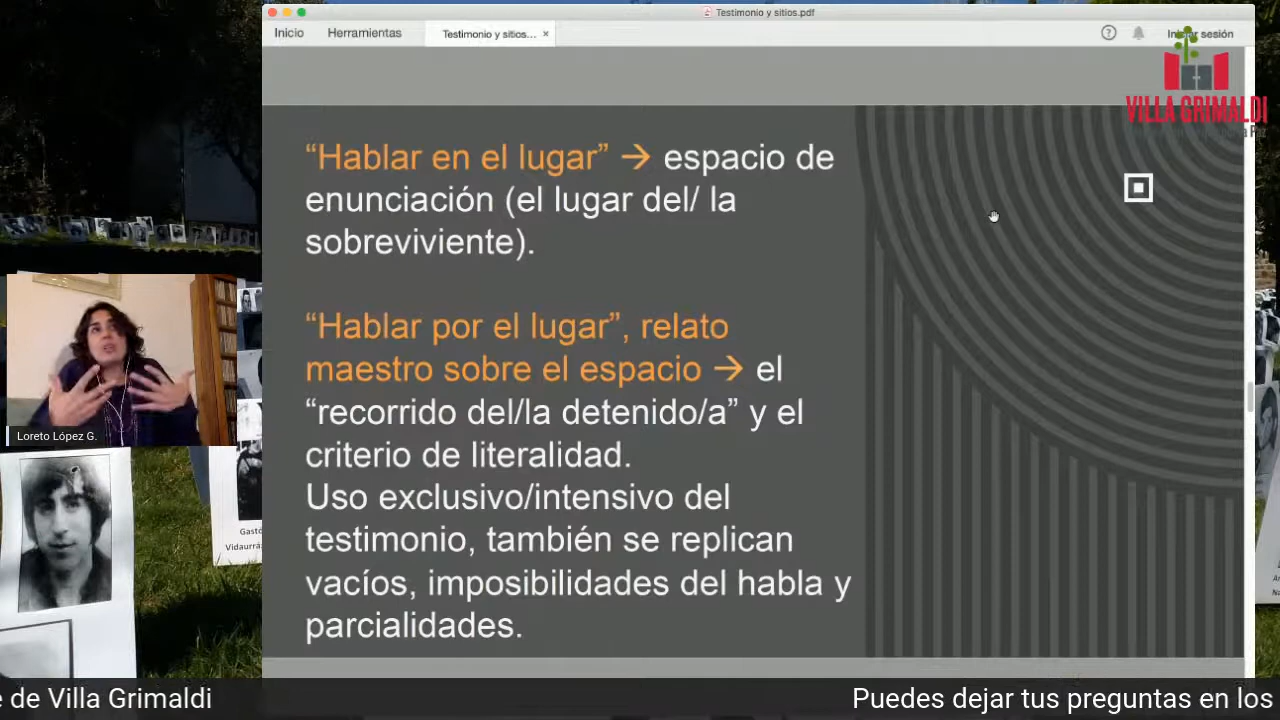 Testimonio y sitios.pdf
Inicio Herramientas Testimonio y sitios... ×
VILLA GRIMALDI
“Hablar en el lugar” → espacio de
enunciación (el lugar del/ la
sobreviviente).
“Hablar por el lugar”, relato
maestro sobre el espacio → el
“recorrido del/la detenido/a” y el
criterio de literalidad.
Uso exclusivo/intensivo del
testimonio, también se replican
vacíos, imposibilidades del habla y
parcialidades.
Loreto López G.
e de Villa Grimaldi
Puedes dejar tus preguntas en los